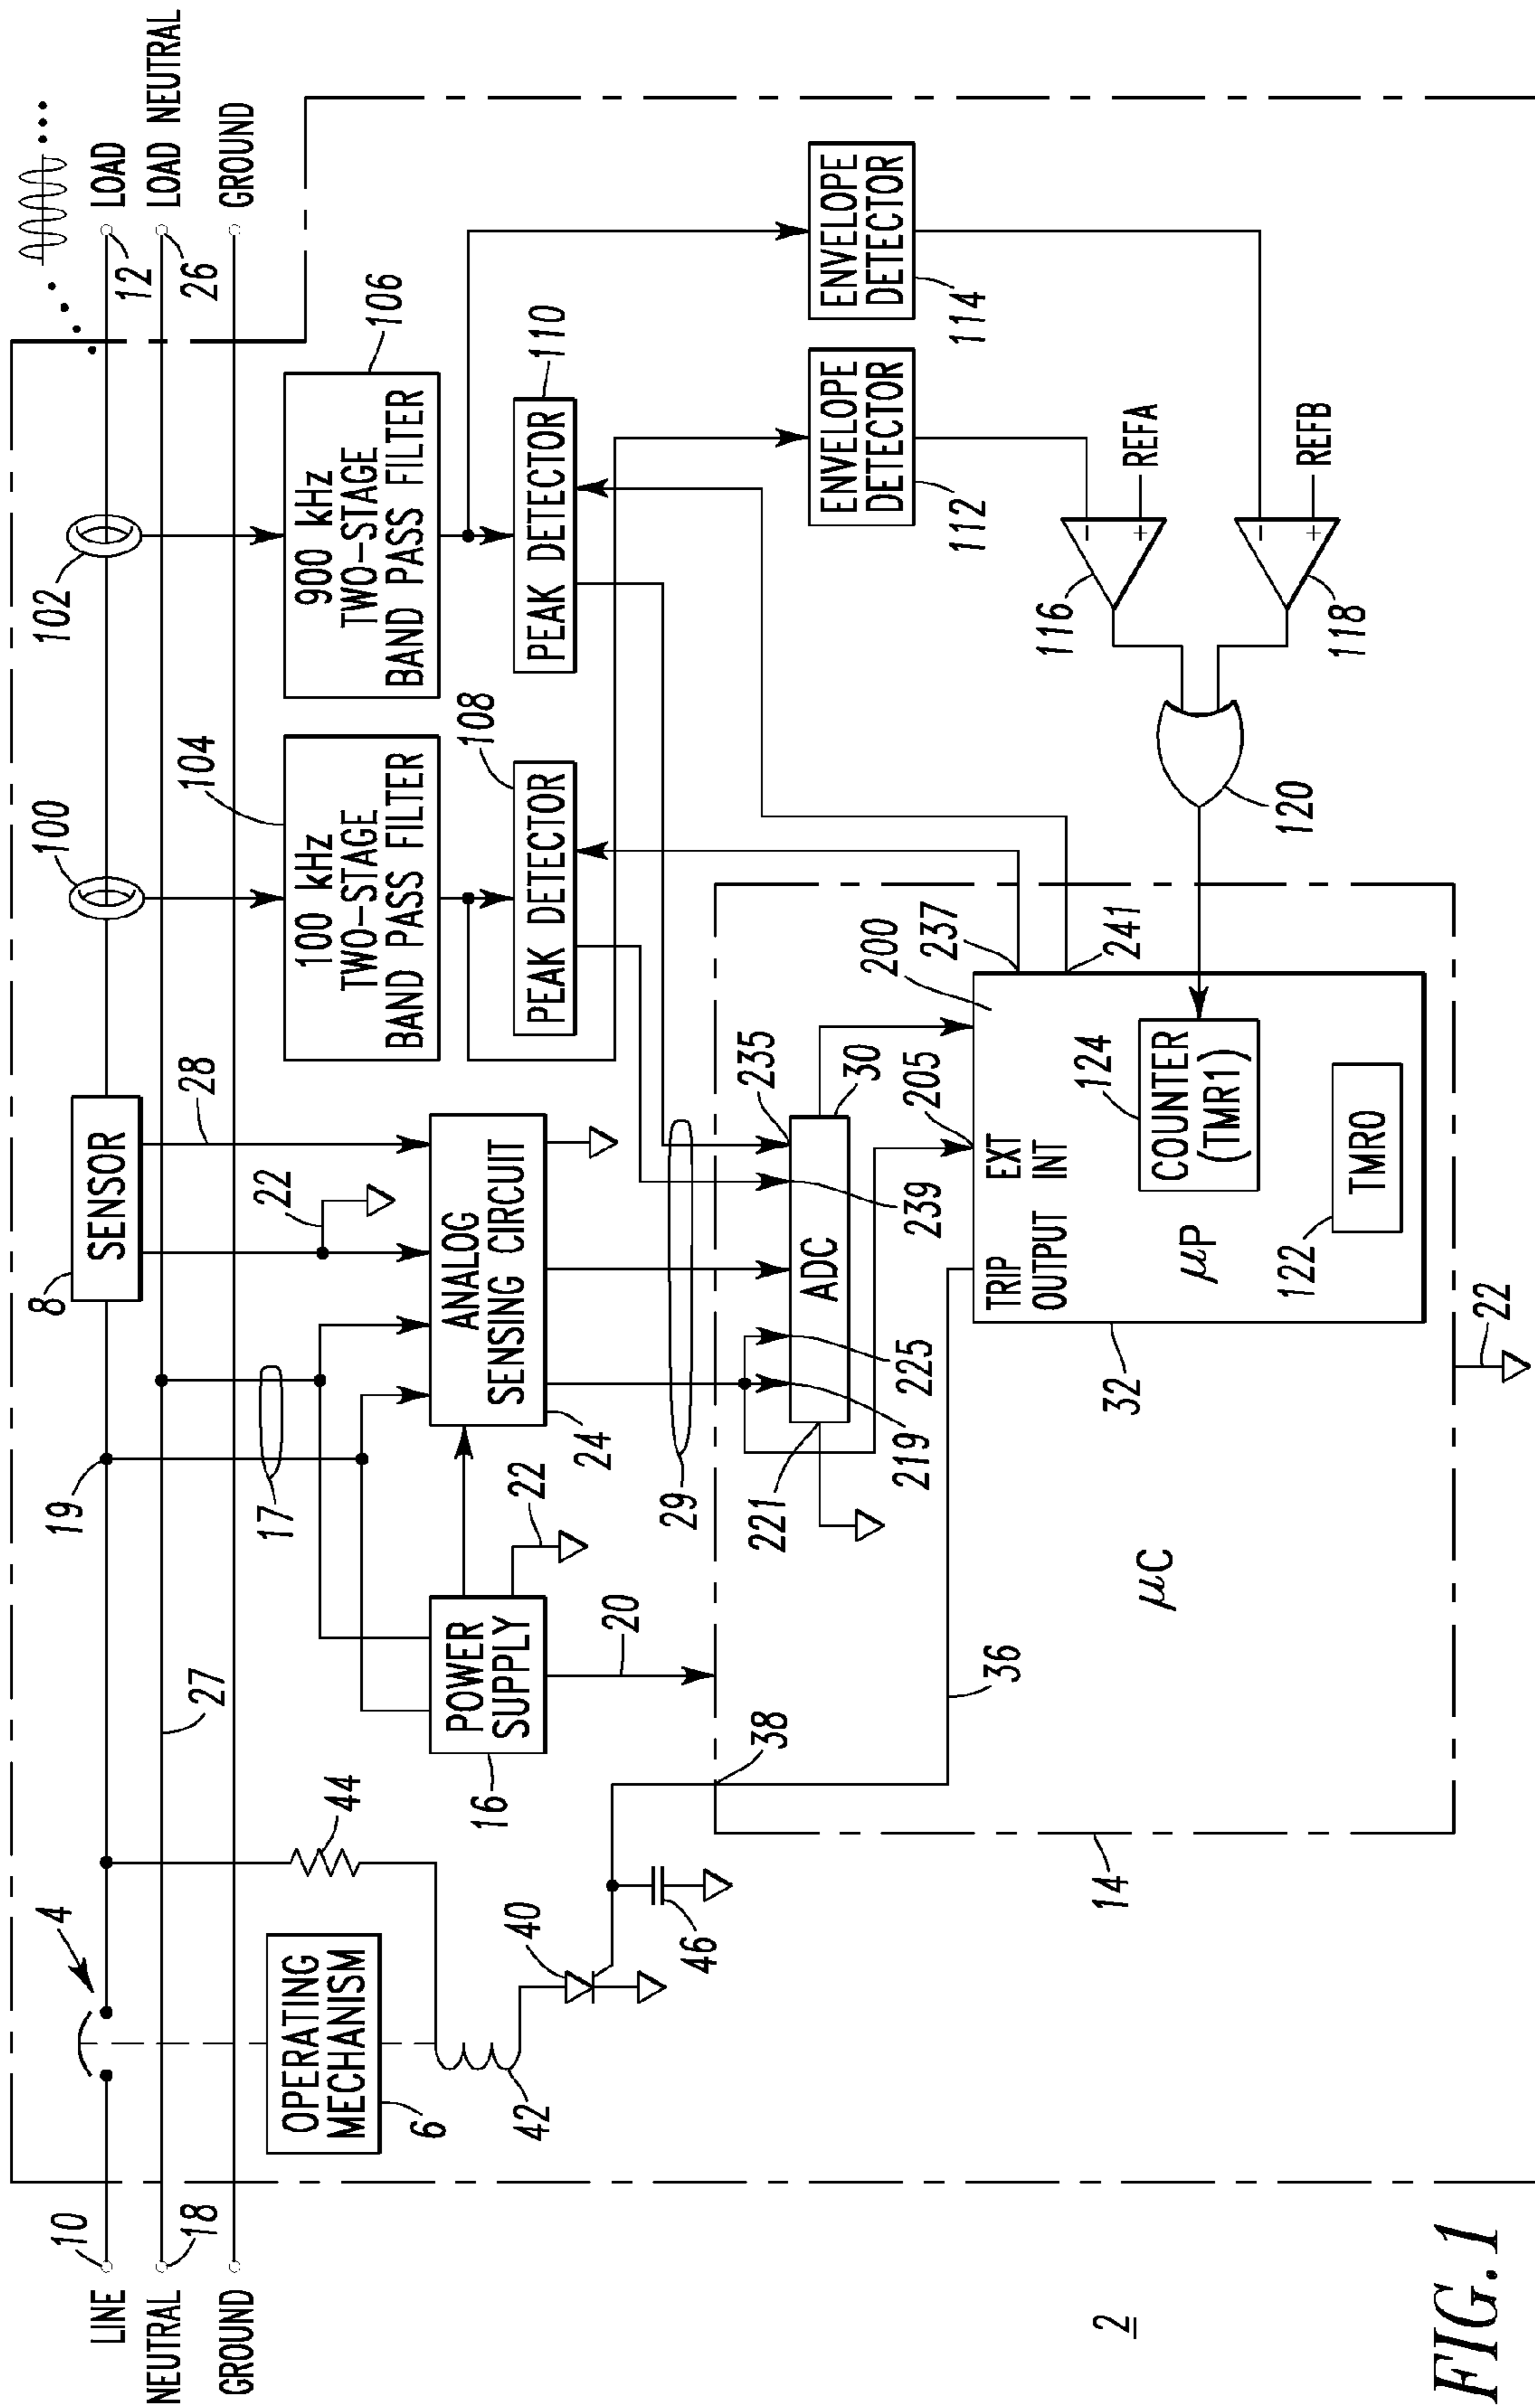 LINE
10
NEUTRAL
18
GROUND
4
OPERATING
MECHANISM
6
42
44
40
46
27
19
17
POWER
SUPPLY
16
22
20
8
SENSOR
28
22
ANALOG
SENSING CIRCUIT
24
29
100
104
100 kHz
TWO-STAGE
BAND PASS FILTER
108
PEAK DETECTOR
102
106
900 kHz
TWO-STAGE
BAND PASS FILTER
110
PEAK DETECTOR
12
LOAD
26
LOAD NEUTRAL
GROUND
ENVELOPE
DETECTOR
112
ENVELOPE
DETECTOR
114
116
-
+
REFA
118
-
+
REFB
120
235
239
30
ADC
225
219
221
38
36
14
μC
200
237
241
205
TRIP
OUTPUT
EXT
INT
μP
32
124
COUNTER
(TMR1)
122
TMR0
22
2
FIG.1